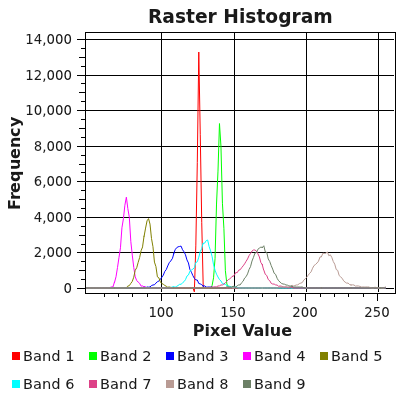 Raster Histogram
Frequency
14,000
12,000
10,000
8,000
6,000
4,000
2,000
0
100 150 200 250
Pixel Value
Band 1 Band 2 Band 3 Band 4 Band 5
Band 6 Band 7 Band 8 Band 9